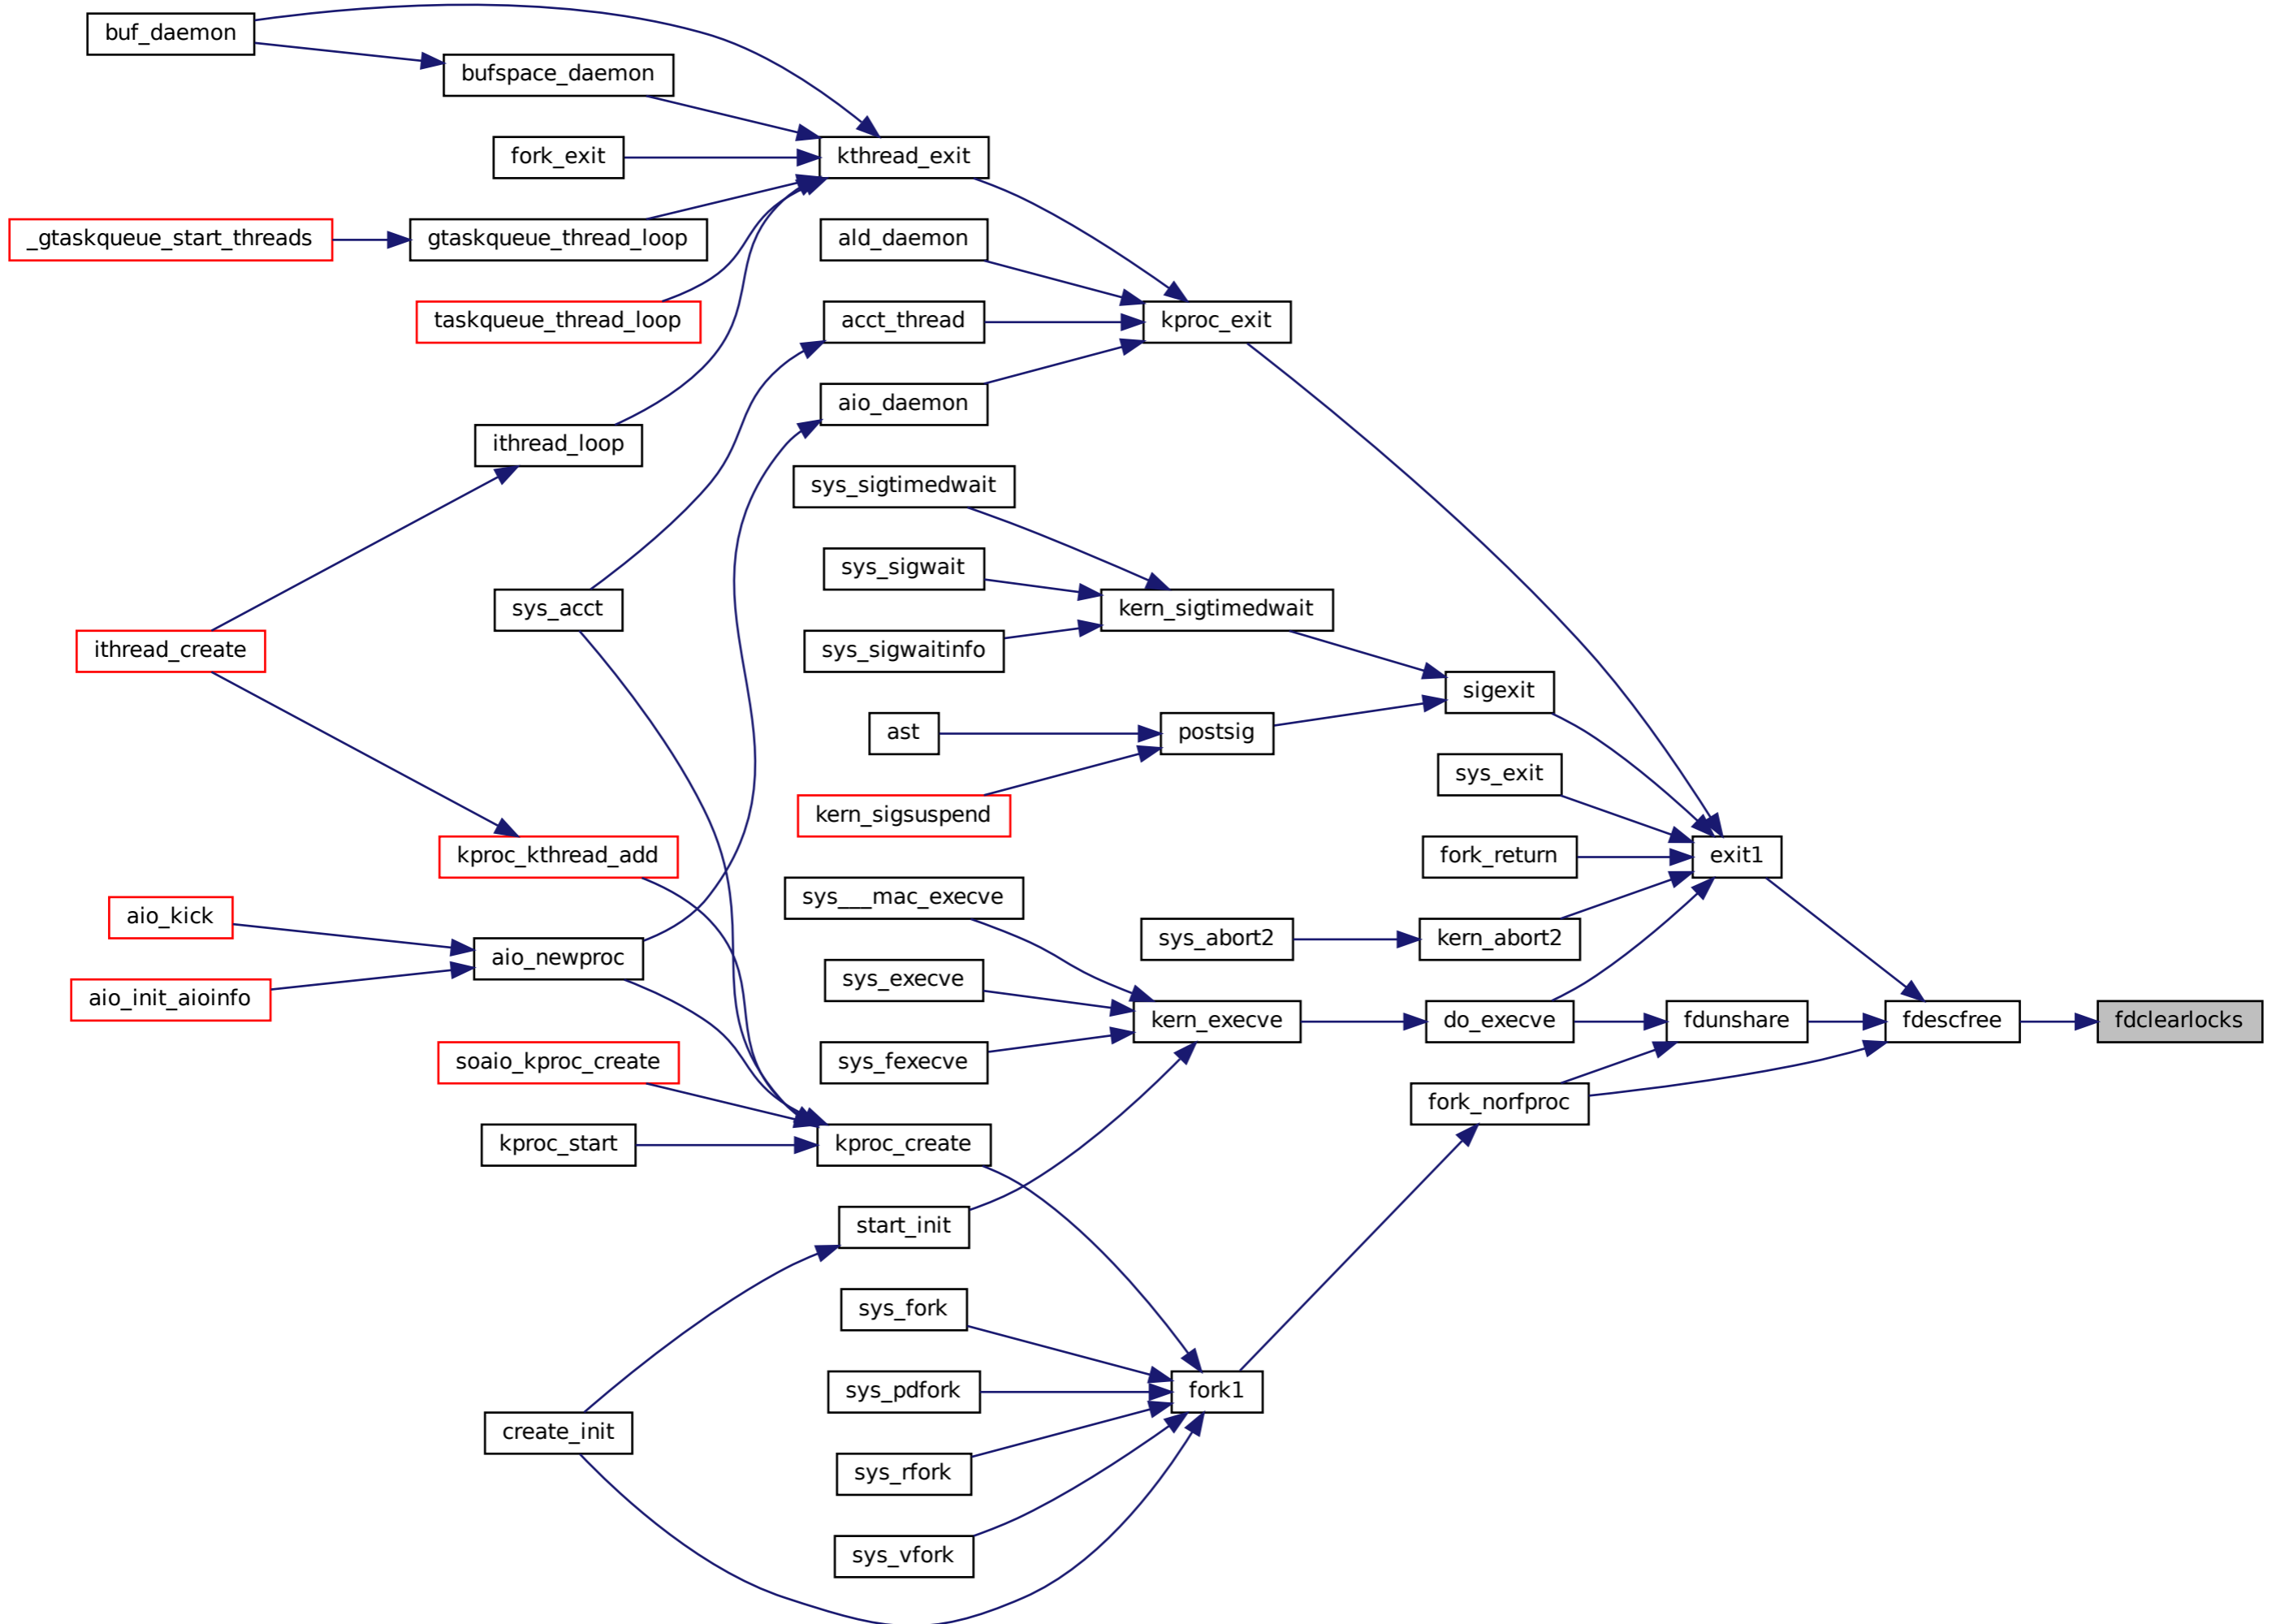 buf_daemon
bufspace_daemon
fork_exit
kthread_exit
_gtaskqueue_start_threads
gtaskqueue_thread_loop
ald_daemon
taskqueue_thread_loop
acct_thread
kproc_exit
aio_daemon
ithread_loop
sys_sigtimedwait
sys_sigwait
sys_acct
kern_sigtimedwait
ithread_create
sys_sigwaitinfo
sigexit
ast
postsig
sys_exit
kern_sigsuspend
kproc_kthread_add
fork_return
exit1
sys___mac_execve
aio_kick
sys_abort2
kern_abort2
aio_newproc
sys_execve
aio_init_aioinfo
kern_execve
do_execve
fdunshare
fdescfree
fdclearlocks
soaio_kproc_create
sys_fexecve
fork_norfproc
kproc_start
kproc_create
start_init
sys_fork
sys_pdfork
fork1
create_init
sys_rfork
sys_vfork